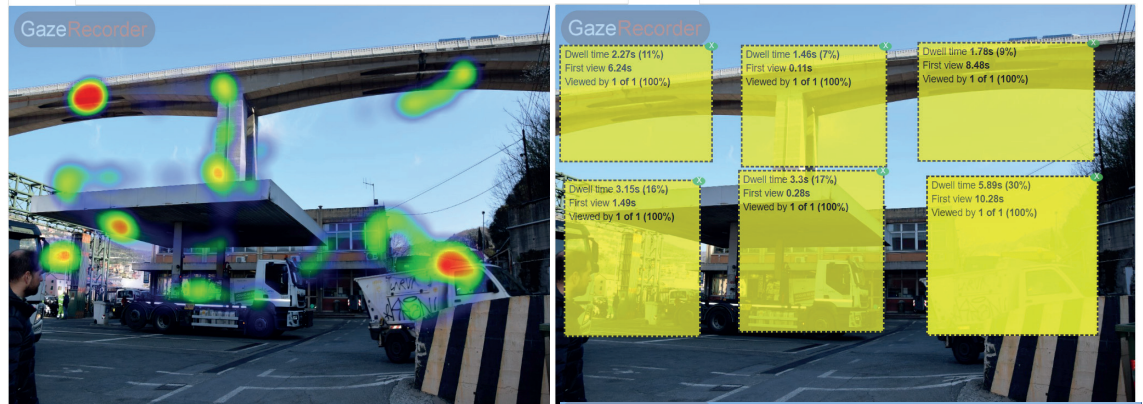 GazeRecorder
GazeRecorder
Dwell time 2.27s (11%)
First view 6.24s
Viewed by 1 of 1 (100%)
X
Dwell time 1.46s (7%)
First view 0.11s
Viewed by 1 of 1 (100%)
X
Dwell time 1.78s (9%)
First view 8.48s
Viewed by 1 of 1 (100%)
X
Dwell time 3.15s (16%)
First view 1.49s
Viewed by 1 of 1 (100%)
X
Dwell time 3.3s (17%)
First view 0.28s
Viewed by 1 of 1 (100%)
X
Dwell time 5.89s (30%)
First view 10.28s
Viewed by 1 of 1 (100%)
X